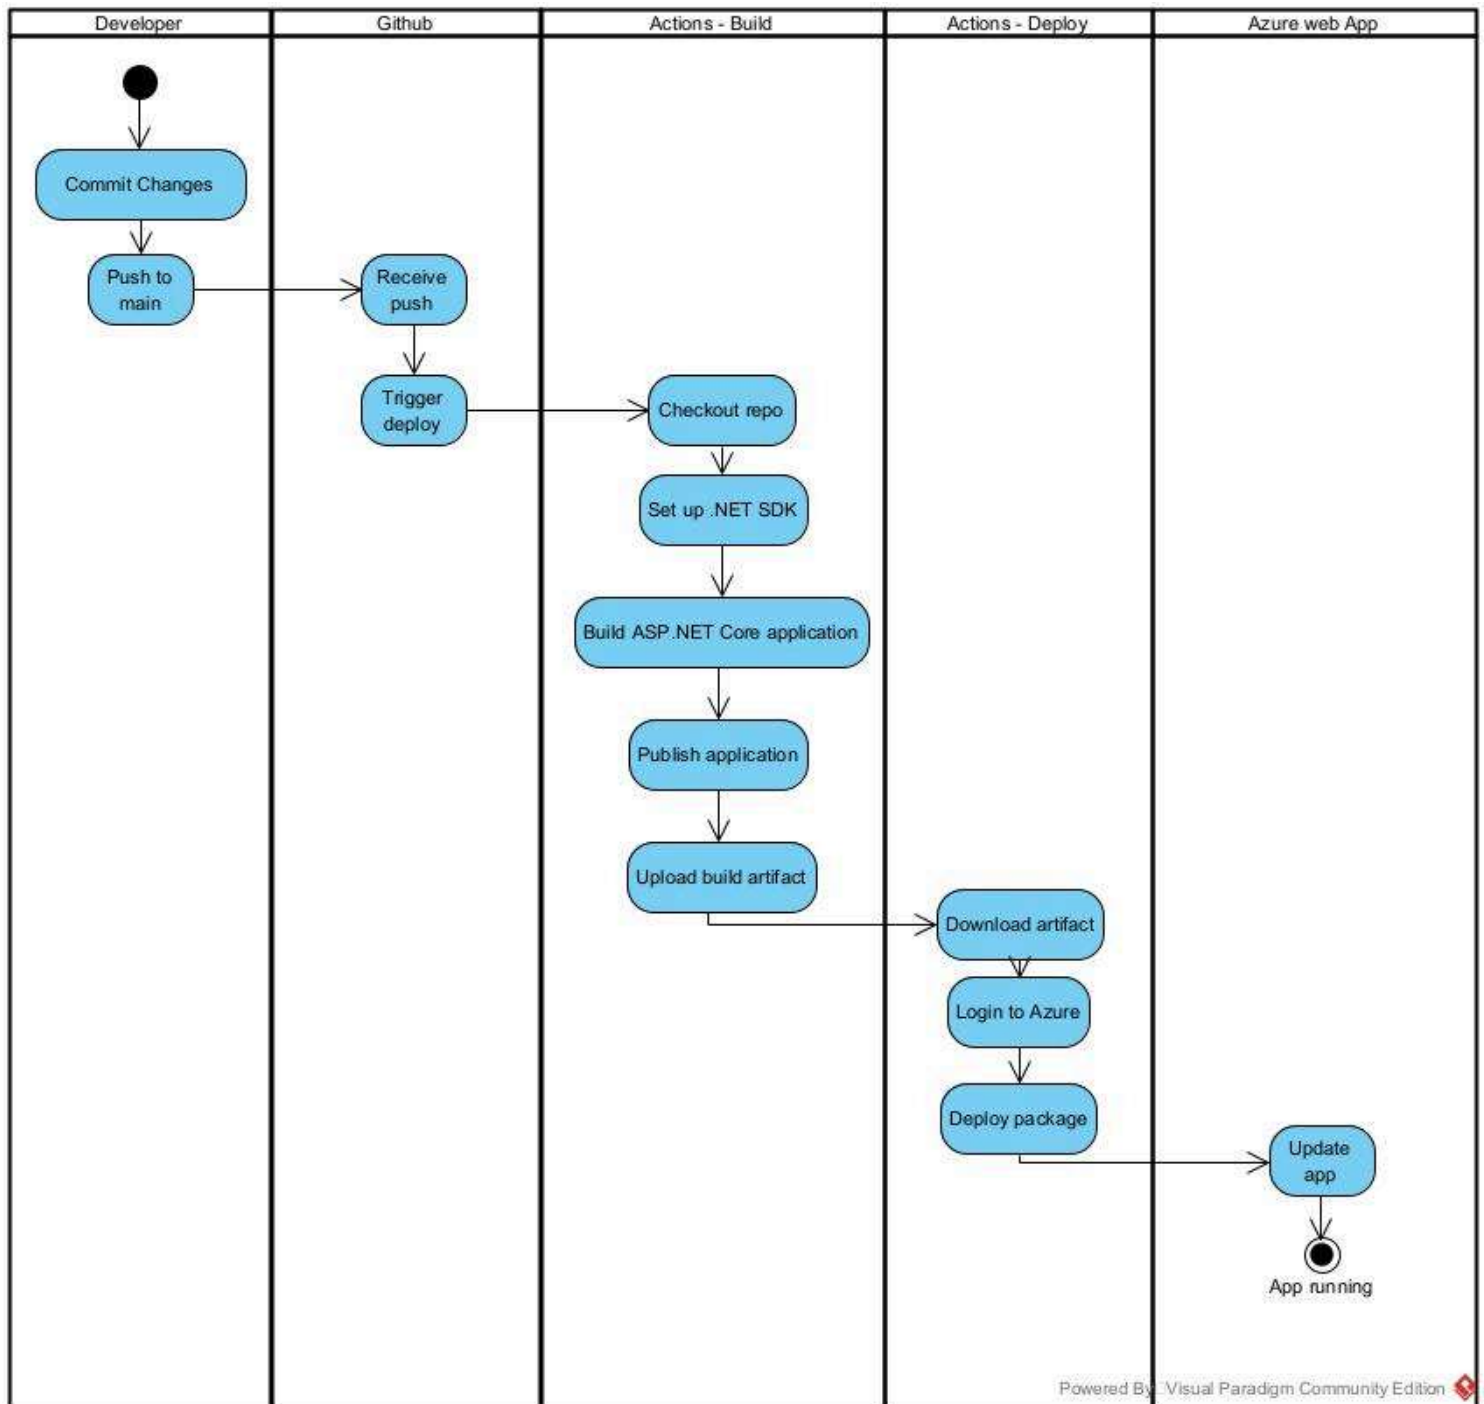 Developer
Github
Actions - Build
Actions - Deploy
Azure web App
Commit Changes
Push to
main
Receive
push
Trigger
deploy
Checkout repo
Set up .NET SDK
Build ASP.NET Core application
Publish application
Upload build artifact
Download artifact
Login to Azure
Deploy package
Update
app
App running
Powered By Visual Paradigm Community Edition